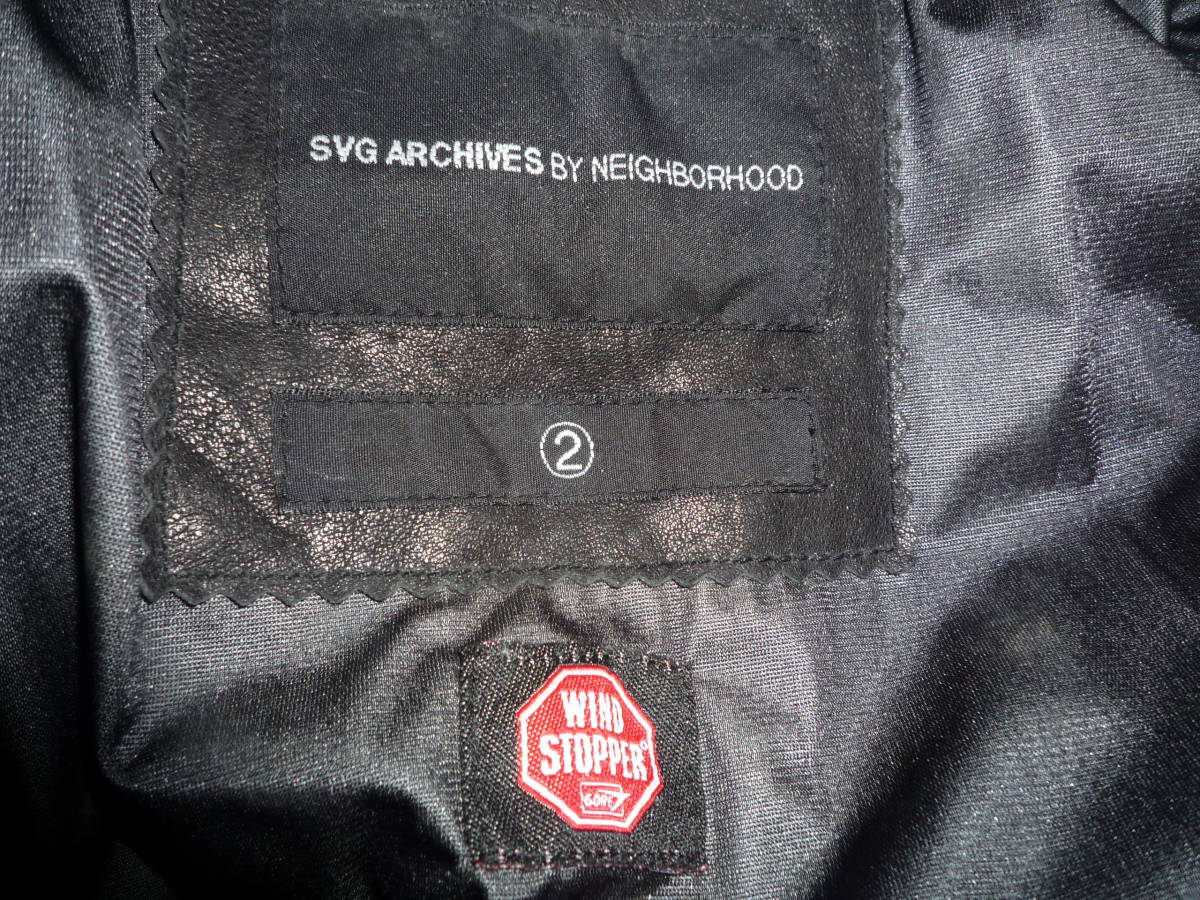 SVG ARCHIVES BY NEIGHBORHOOD
②
WIND
STOPPER®
GORE